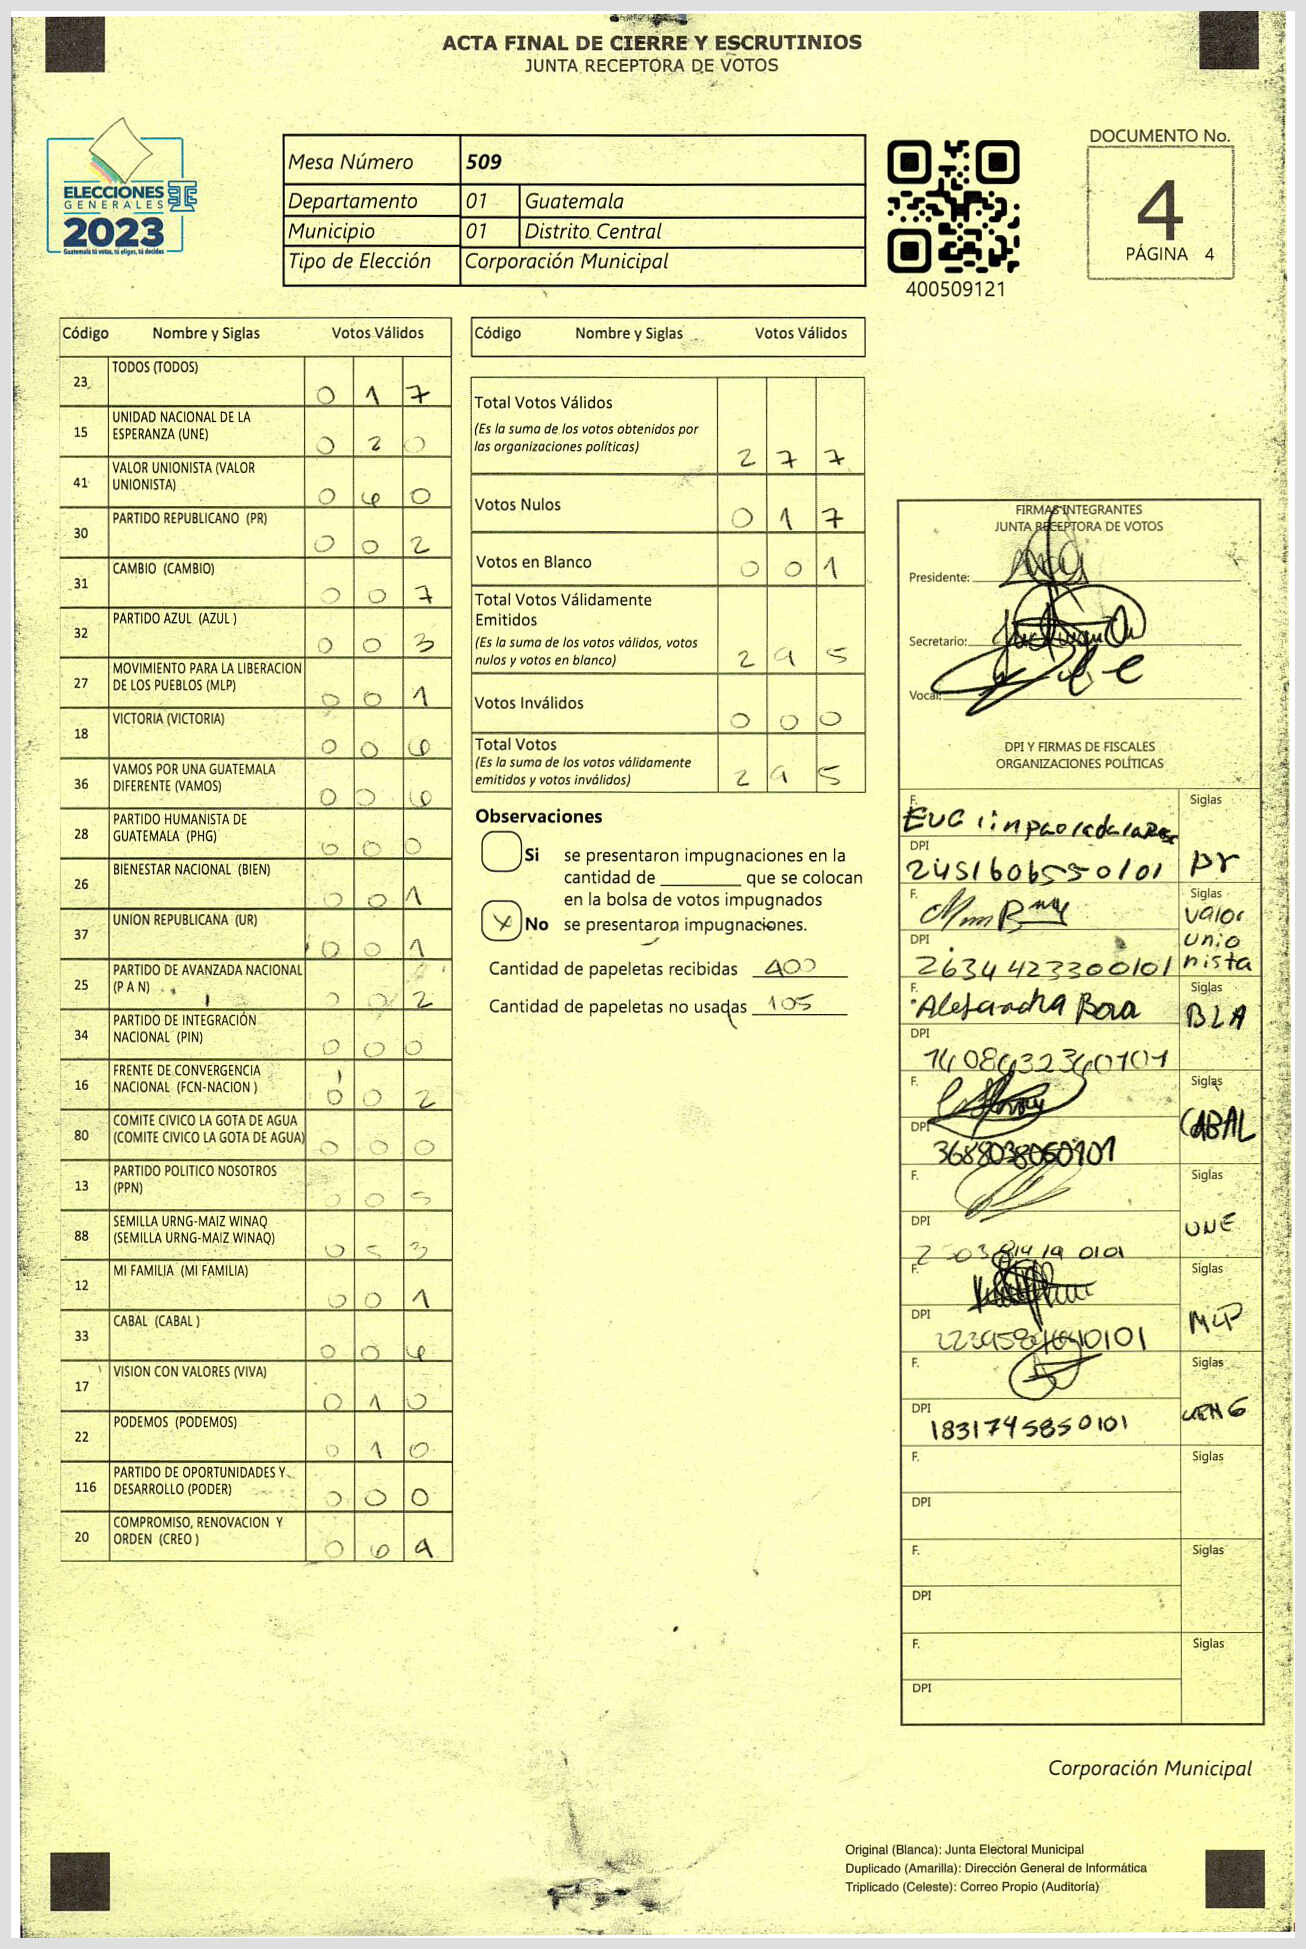 ACTA FINAL DE CIERRE Y ESCRUTINIOS
JUNTA RECEPTORA DE VOTOS
ELECCIONES
GENERALES
2023
Guatemala tú votas, tú eliges, tú decides
Mesa Número 509
Departamento 01 Guatemala
Municipio 01 Distrito Central
Tipo de Elección Corporación Municipal
400509121
DOCUMENTO No.
4
PÁGINA 4
Código Nombre y Siglas Votos Válidos
23 TODOS (TODOS) 0 1 7
15 UNIDAD NACIONAL DE LA
ESPERANZA (UNE) 0 2 0
41 VALOR UNIONISTA (VALOR
UNIONISTA) 0 6 0
30 PARTIDO REPUBLICANO (PR) 0 0 2
31 CAMBIO (CAMBIO) 0 0 7
32 PARTIDO AZUL (AZUL ) 0 0 3
27 MOVIMIENTO PARA LA LIBERACION
DE LOS PUEBLOS (MLP) 0 0 1
18 VICTORIA (VICTORIA) 0 0 6
36 VAMOS POR UNA GUATEMALA
DIFERENTE (VAMOS) 0 0 6
28 PARTIDO HUMANISTA DE
GUATEMALA (PHG) 0 0 0
26 BIENESTAR NACIONAL (BIEN) 0 0 1
37 UNION REPUBLICANA (UR) 0 0 1
25 PARTIDO DE AVANZADA NACIONAL
(P A N) 0 0 2
34 PARTIDO DE INTEGRACIÓN
NACIONAL (PIN) 0 0 0
16 FRENTE DE CONVERGENCIA
NACIONAL (FCN-NACION ) 0 0 2
80 COMITE CIVICO LA GOTA DE AGUA
(COMITE CIVICO LA GOTA DE AGUA) 0 0 0
13 PARTIDO POLITICO NOSOTROS
(PPN) 0 0 5
88 SEMILLA URNG-MAIZ WINAQ
(SEMILLA URNG-MAIZ WINAQ) 0 5 3
12 MI FAMILIA (MI FAMILIA) 0 0 1
33 CABAL (CABAL ) 0 0 6
17 VISION CON VALORES (VIVA) 0 1 0
22 PODEMOS (PODEMOS) 0 1 0
116 PARTIDO DE OPORTUNIDADES Y
DESARROLLO (PODER) 0 0 0
20 COMPROMISO, RENOVACION Y
ORDEN (CREO ) 0 6 4
Código Nombre y Siglas Votos Válidos
Total Votos Válidos
(Es la suma de los votos obtenidos por
las organizaciones políticas) 2 7 7
Votos Nulos 0 1 7
Votos en Blanco 0 0 1
Total Votos Válidamente
Emitidos
(Es la suma de los votos válidos, votos
nulos y votos en blanco) 2 9 5
Votos Inválidos 0 0 0
Total Votos
(Es la suma de los votos válidamente
emitidos y votos inválidos) 2 9 5
Observaciones
Si se presentaron impugnaciones en la
cantidad de ________ que se colocan
en la bolsa de votos impugnados
X No se presentaron impugnaciones.
Cantidad de papeletas recibidas 400
Cantidad de papeletas no usadas 105
FIRMAS INTEGRANTES
JUNTA RECEPTORA DE VOTOS
Presidente:
Secretario:
Vocal:
DPI Y FIRMAS DE FISCALES
ORGANIZACIONES POLÍTICAS
F. Siglas
DPI
2451606550101 pr
F. Siglas
valor
unio
nista
DPI
2634423300101
F. Alejandra Siglas
BLA
DPI
F. Siglas
CABAL
DPI
3688038060101
F. Siglas
DPI UNE
F. Siglas
DPI MLP
F. Siglas
DPI
1831745850101
F. Siglas
DPI
F. Siglas
DPI
F. Siglas
DPI
Corporación Municipal
Original (Blanca): Junta Electoral Municipal
Duplicado (Amarilla): Dirección General de Informática
Triplicado (Celeste): Correo Propio (Auditoría)